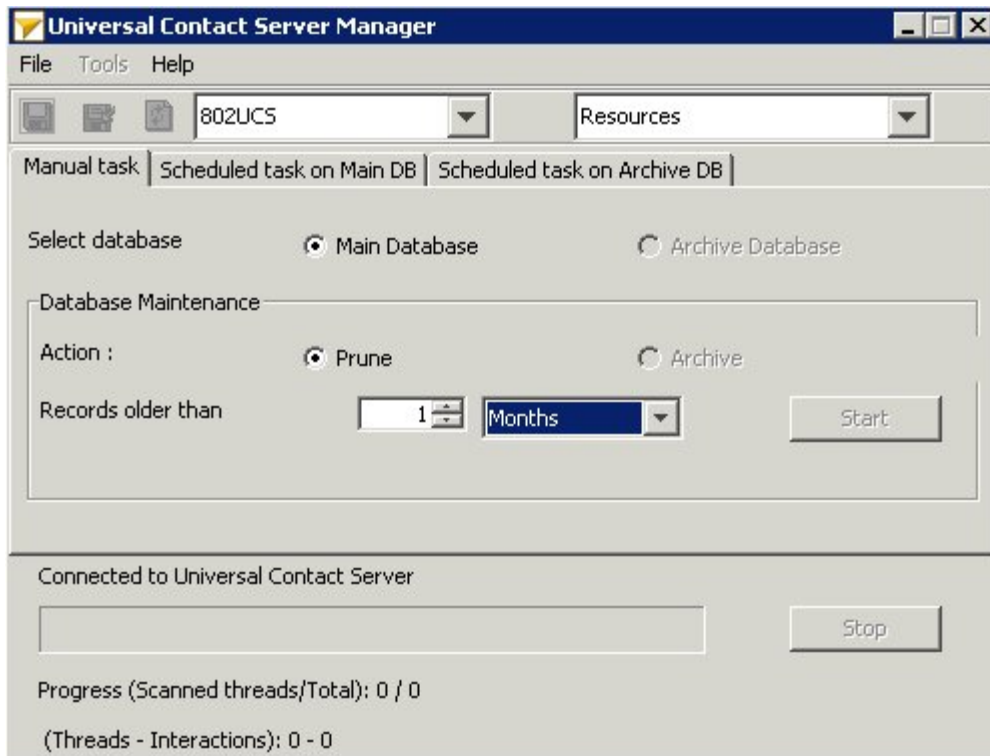 Universal Contact Server Manager
File Tools Help
802UCS Resources
Manual task Scheduled task on Main DB Scheduled task on Archive DB
Select database Main Database Archive Database
Database Maintenance
Action : Prune Archive
Records older than 1 Months Start
Connected to Universal Contact Server
Stop
Progress (Scanned threads/Total): 0 / 0
(Threads - Interactions): 0 - 0